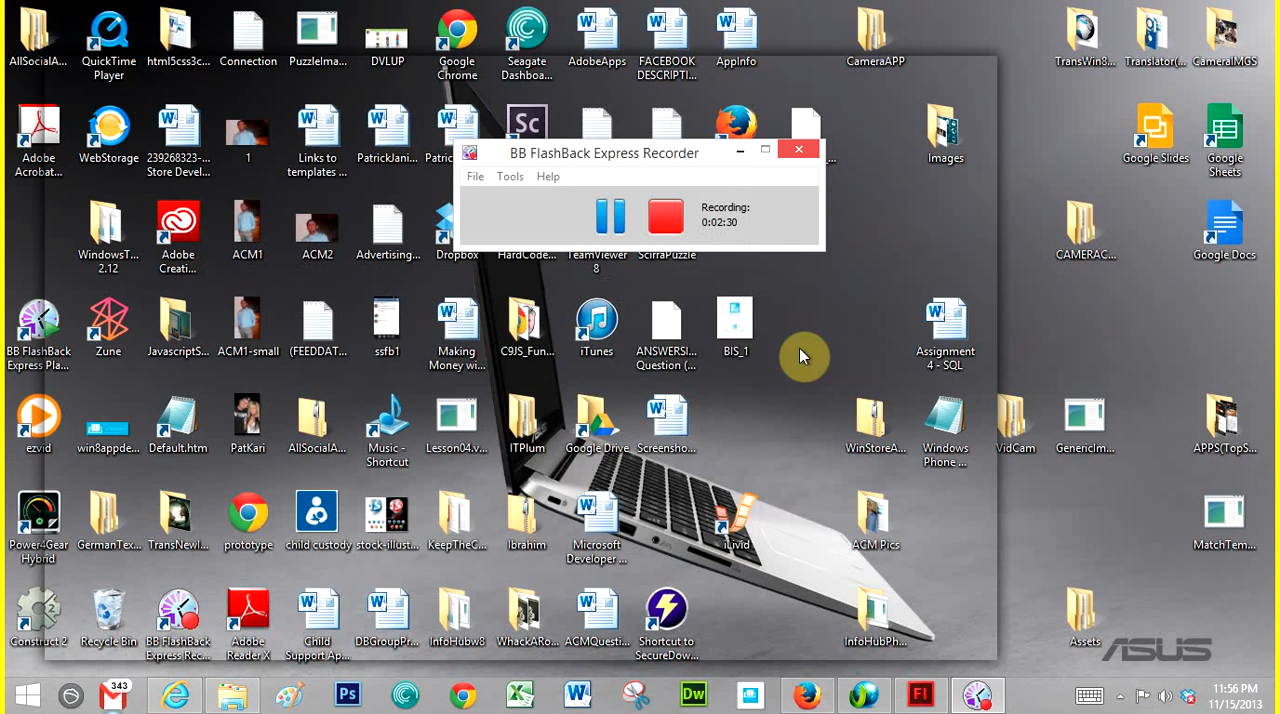 AllSocialA...
QuickTime
Player
html5css3c...
Connection
PuzzleIma...
DVLUP
Google
Chrome
Seagate
Dashboa...
AdobeApps
FACEBOOK
DESCRIPTI...
AppInfo
CameraAPP
TransWin8...
Translator(...
CameraIMGS
Adobe
Acrobat...
WebStorage
239268323-...
Store Devel...
1
Links to
templates ...
PatrickJani...
Sc
Images
Google Slides
Google
Sheets
BB FlashBack Express Recorder
File Tools Help
Recording:
0:02:30
WindowsT...
2.12
Adobe
Creati...
ACM1
ACM2
Advertising...
Dropbox
HardCode...
TeamViewer
8
ScirraPuzzle
CAMERAC...
Google Docs
BB FlashBack
Express Pla...
Zune
JavascriptS...
ACM1-small
(FEEDDAT...
ssfb1
Making
Money wi...
C9JS_Fun...
iTunes
ANSWERSI...
Question (...
BIS_1
Assignment
4 - SQL
ezvid
win8appde...
Default.htm
PatKari
AllSocialA...
Music -
Shortcut
Lesson04.v...
ITPlum
Google Drive
Screensho...
WinStoreA...
Windows
Phone ...
VidCam
GenericIm...
APPS(TopS...
Power4Gear
Hybrid
GermanTex...
TransNewI...
prototype
child custody
stock-illust...
KeepTheC...
Ibrahim
Microsoft
Developer ...
iLivid
ACM Pics
MatchTem...
Construct 2
Recycle Bin
BB FlashBack
Express Rec...
Adobe
Reader X
Child
Support Ap...
DBGroupPr...
InfoHubw8
WhackARo...
ACMQuesti...
Shortcut to
SecureDow...
InfoHubPh...
Assets
ASUS
343
Ps
Dw
Fl
11:56 PM
11/15/2013